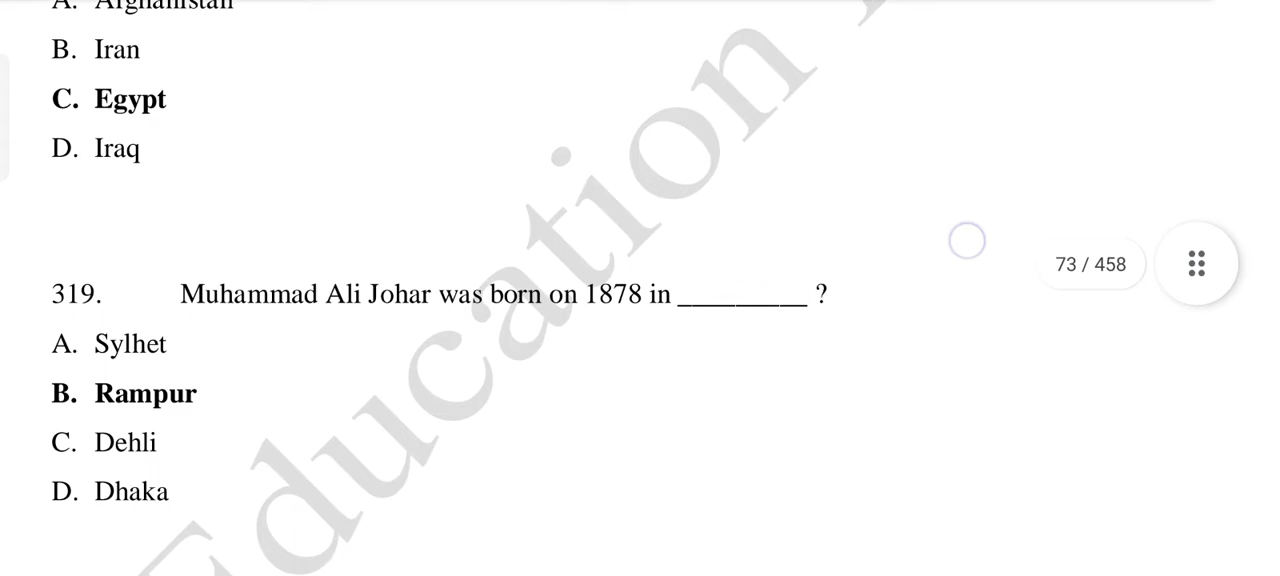 A. Afghanistan
B. Iran
C. Egypt
D. Iraq
73 / 458
319. Muhammad Ali Johar was born on 1878 in _________ ?
A. Sylhet
B. Rampur
C. Dehli
D. Dhaka
Education